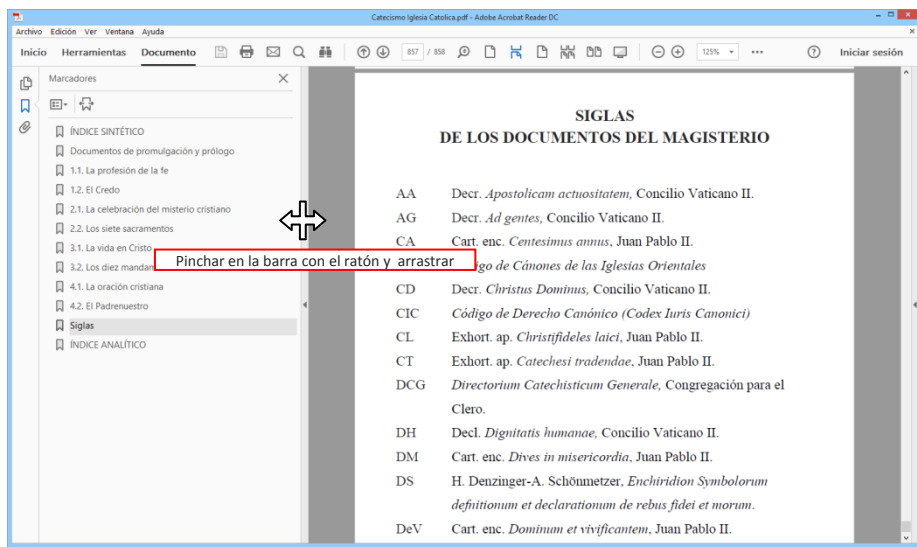 Catecismo Iglesia Catolica.pdf - Adobe Acrobat Reader DC
Archivo Edición Ver Ventana Ayuda
Inicio Herramientas Documento 857 / 858 125% Iniciar sesión
Marcadores
ÍNDICE SINTÉTICO
Documentos de promulgación y prólogo
1.1. La profesión de la fe
1.2. El Credo
2.1. La celebración del misterio cristiano
2.2. Los siete sacramentos
3.1. La vida en Cristo
3.2. Los diez mandam
4.1. La oración cristiana
4.2. El Padrenuestro
Siglas
ÍNDICE ANALÍTICO
Pinchar en la barra con el ratón y arrastrar
SIGLAS
DE LOS DOCUMENTOS DEL MAGISTERIO
AA Decr. Apostolicam actuositatem, Concilio Vaticano II.
AG Decr. Ad gentes, Concilio Vaticano II.
CA Cart. enc. Centesimus annus, Juan Pablo II.
igo de Cánones de las Iglesias Orientales
CD Decr. Christus Dominus, Concilio Vaticano II.
CIC Código de Derecho Canónico (Codex Iuris Canonici)
CL Exhort. ap. Christifideles laici, Juan Pablo II.
CT Exhort. ap. Catechesi tradendae, Juan Pablo II.
DCG Directorium Catechisticum Generale, Congregación para el
Clero.
DH Decl. Dignitatis humanae, Concilio Vaticano II.
DM Cart. enc. Dives in misericordia, Juan Pablo II.
DS H. Denzinger-A. Schönmetzer, Enchiridion Symbolorum
defnitionum et declarationum de rebus fidei et morum.
DeV Cart. enc. Dominum et vivificantem, Juan Pablo II.